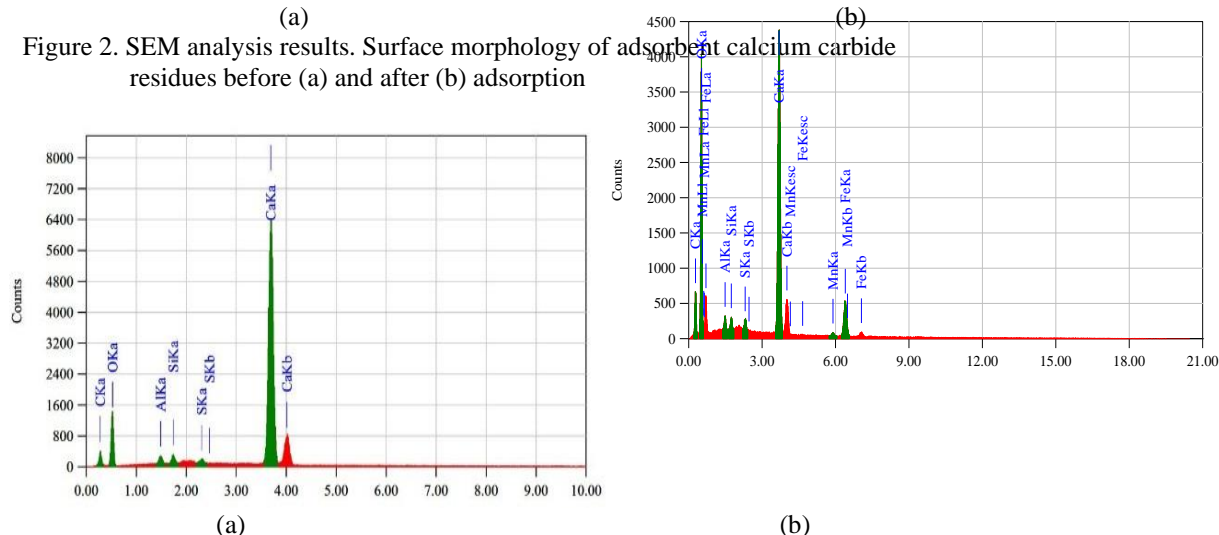 (a) (b)
Figure 2. SEM analysis results. Surface morphology of adsorbent calcium carbide
residues before (a) and after (b) adsorption
8000
7200
6400
5600
4800
4000
3200
2400
1600
800
0
Counts
CKa
OKa
AlKa
SiKa
SKa
SKb
CaKa
CaKb
0.00 1.00 2.00 3.00 4.00 5.00 6.00 7.00 8.00 9.00 10.00
(a)
4500
4000
3500
3000
2500
2000
1500
1000
500
0
Counts
CKa
OKa
MnLl MnLa FeLl FeLa
AlKa
SiKa
SKa
SKb
CaKa
CaKb
MnKesc
FeKesc
MnKa
MnKb
FeKa
FeKb
0.00 3.00 6.00 9.00 12.00 15.00 18.00 21.00
(b)